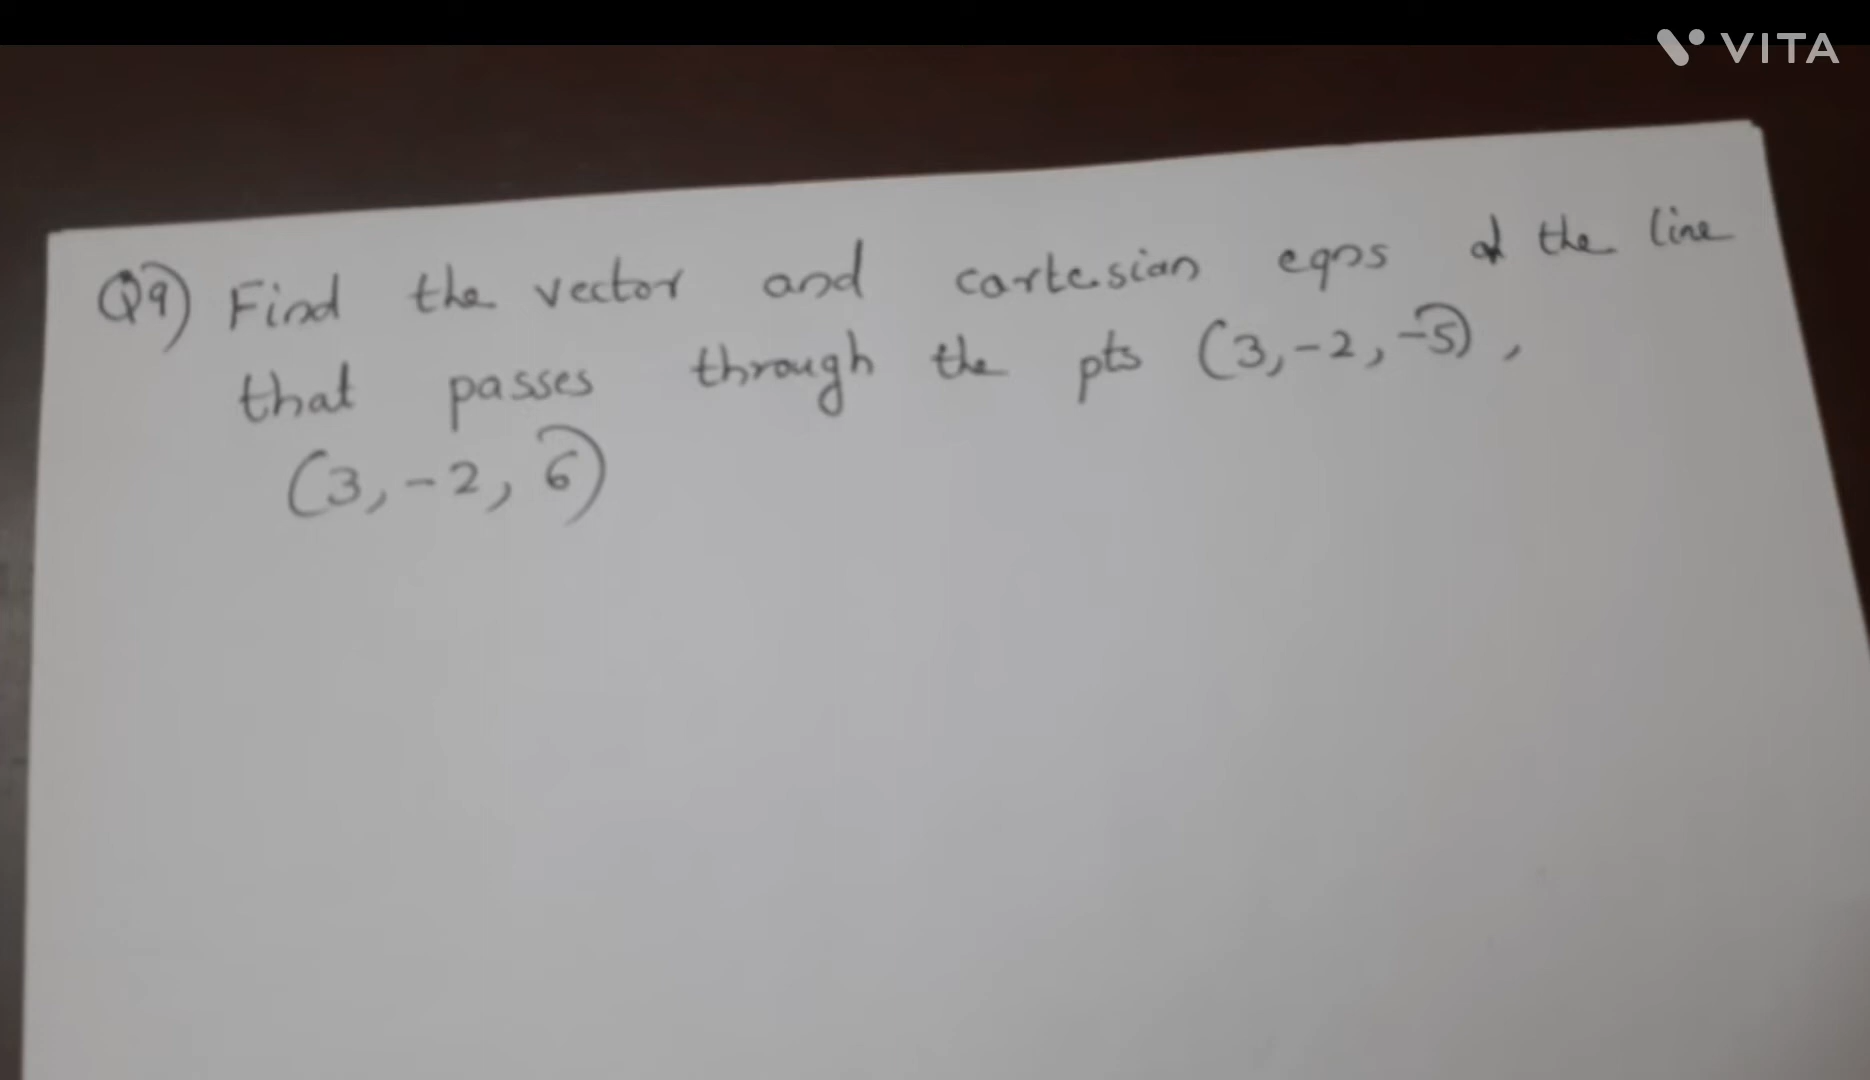 VITA
Q9) Find the vector and cartesian eqns of the line
that passes through the pts (3, -2, -5),
(3, -2, 6)